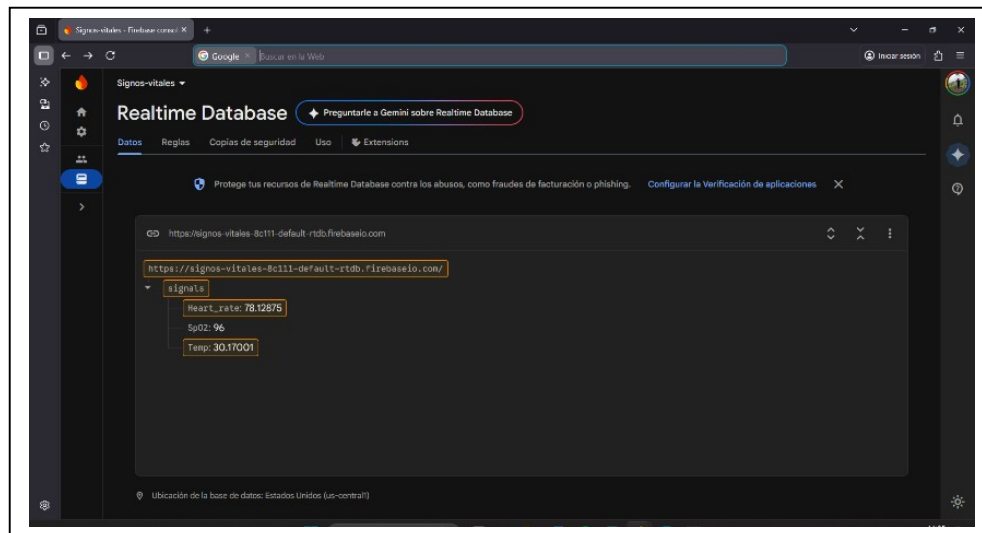 Signos-vitales - Firebase consol
Google
Buscar en la Web
Iniciar sesión
Signos-vitales
Realtime Database
Preguntarle a Gemini sobre Realtime Database
Datos Reglas Copias de seguridad Uso Extensions
Protege tus recursos de Realtime Database contra los abusos, como fraudes de facturación o phishing. Configurar la Verificación de aplicaciones
https://signos-vitales-8c111-default-rtdb.firebaseio.com
https://signos-vitales-8c111-default-rtdb.firebaseio.com/
signals
Heart_rate: 78.12875
SpO2: 96
Temp: 30.17001
Ubicación de la base de datos: Estados Unidos (us-central1)